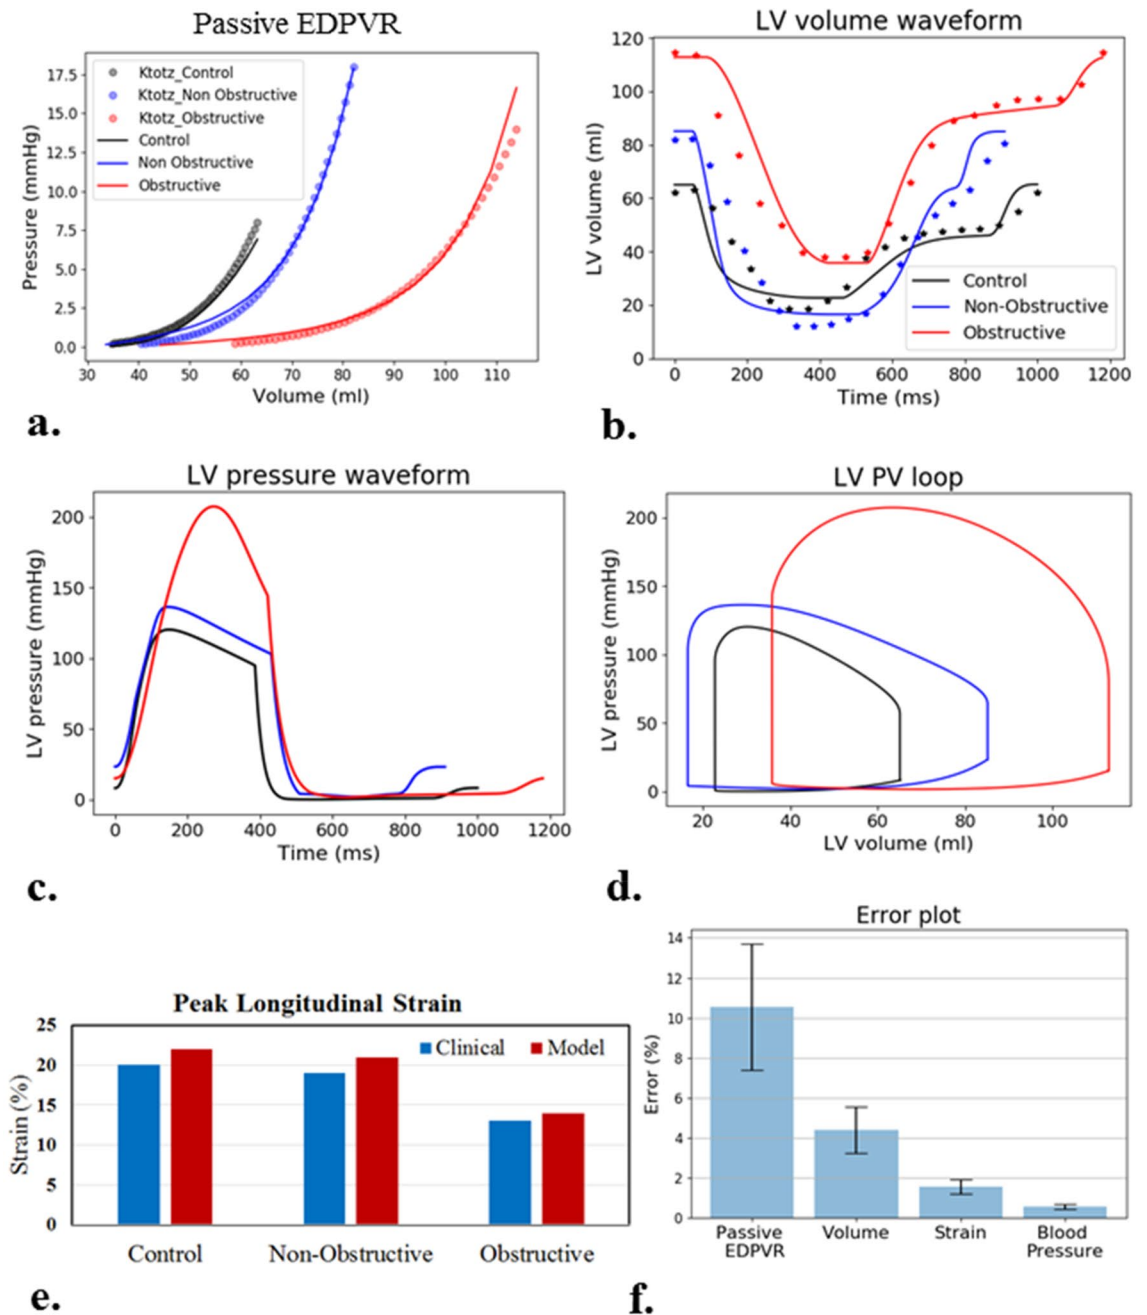 Passive EDPVR
Ktotz_Control
Ktotz_Non Obstructive
Ktotz_Obstructive
Control
Non Obstructive
Obstructive
17.5
15.0
12.5
10.0
7.5
5.0
2.5
0.0
Pressure (mmHg)
30 40 50 60 70 80 90 100 110
Volume (ml)
a.
LV volume waveform
120
100
80
60
40
20
0
LV volume (ml)
Control
Non-Obstructive
Obstructive
0 200 400 600 800 1000 1200
Time (ms)
b.
LV pressure waveform
200
150
100
50
0
LV pressure (mmHg)
0 200 400 600 800 1000 1200
Time (ms)
c.
LV PV loop
200
150
100
50
0
LV pressure (mmHg)
20 40 60 80 100
LV volume (ml)
d.
Peak Longitudinal Strain
25
20
15
10
5
0
Strain (%)
Clinical Model
Control Non-Obstructive Obstructive
e.
Error plot
14
12
10
8
6
4
2
0
Error (%)
Passive EDPVR
Volume
Strain
Blood Pressure
f.